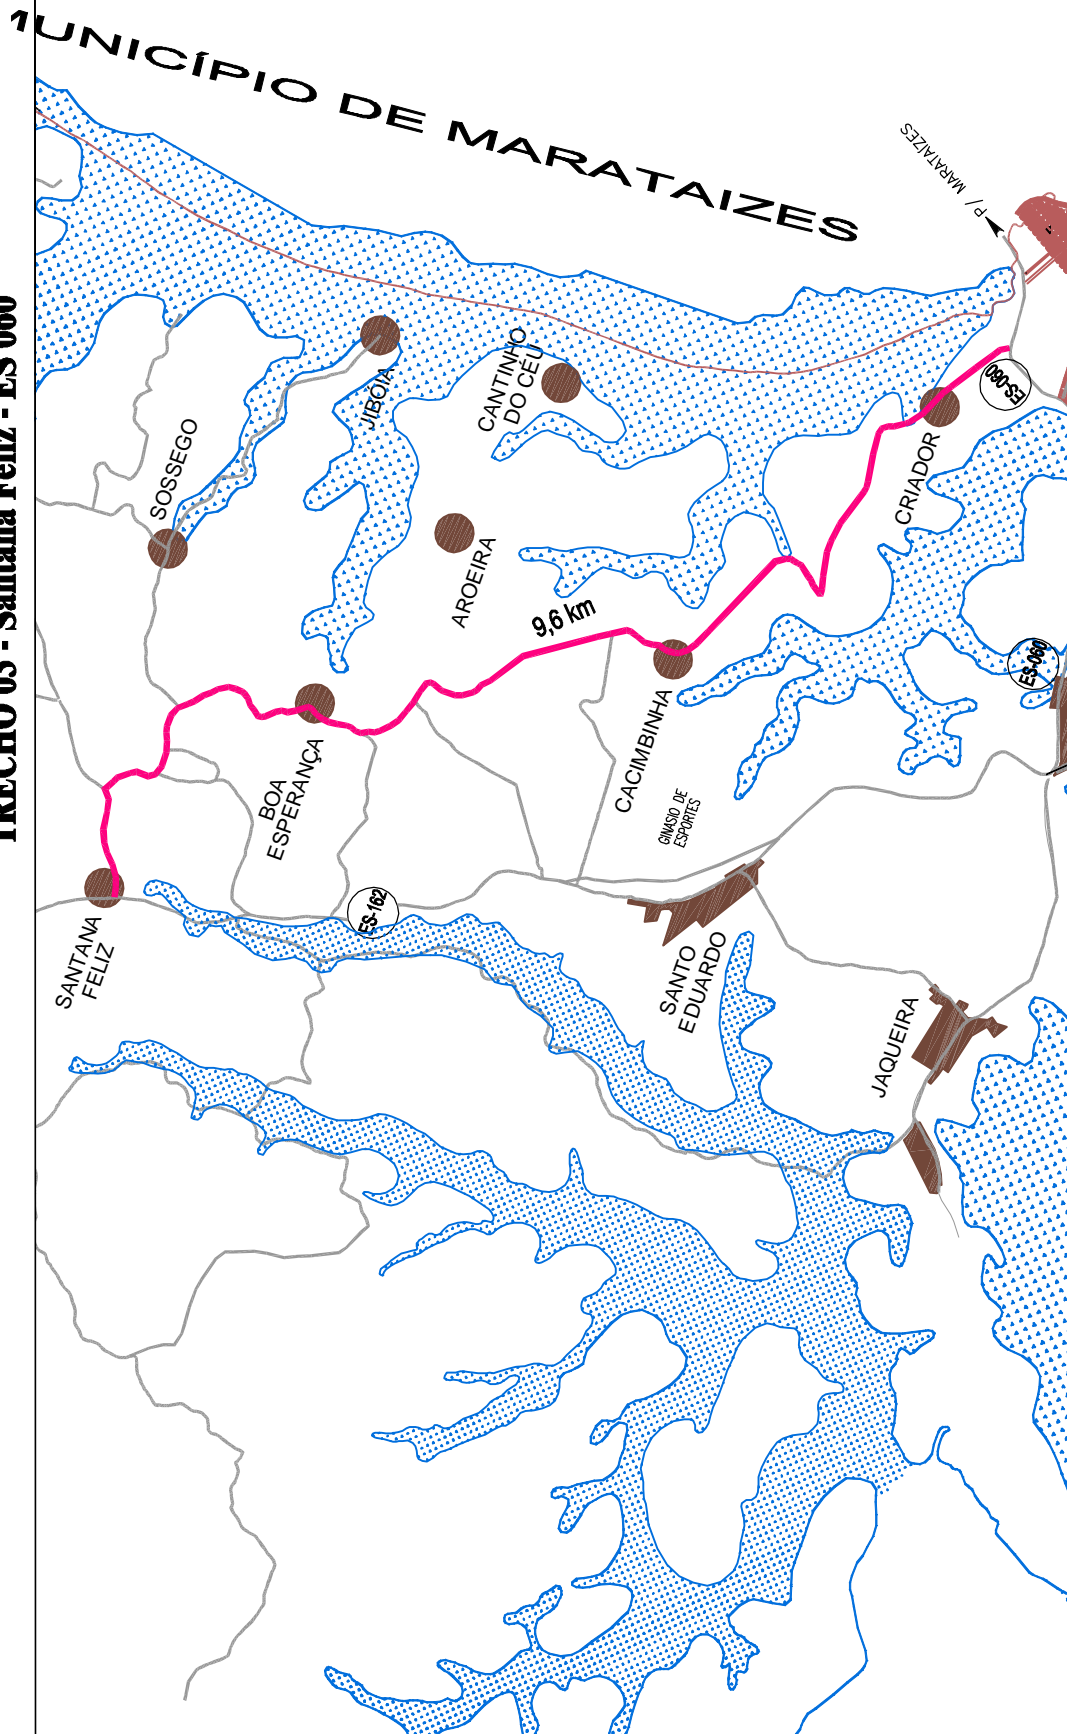 MUNICÍPIO DE MARATAIZES
TRECHO 03 - Santana Feliz - ES 060
P/ MARATAIZES
ES-060
SOSSEGO
JIBÓIA
CANTINHO
DO CÉU
CRIADOR
AROEIRA
9,6 km
ES-060
BOA
ESPERANÇA
CACIMBINHA
GINASIO DE
ESPORTES
SANTANA
FELIZ
ES-162
SANTO
EDUARDO
JAQUEIRA